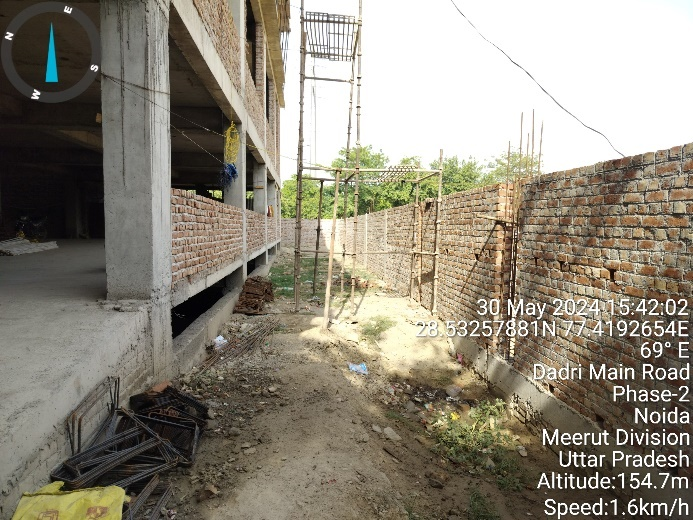 N
E
W
S
30 May 2024 15:42:02
28.53257881N 77.4192654E
69° E
Dadri Main Road
Phase-2
Noida
Meerut Division
Uttar Pradesh
Altitude:154.7m
Speed:1.6km/h